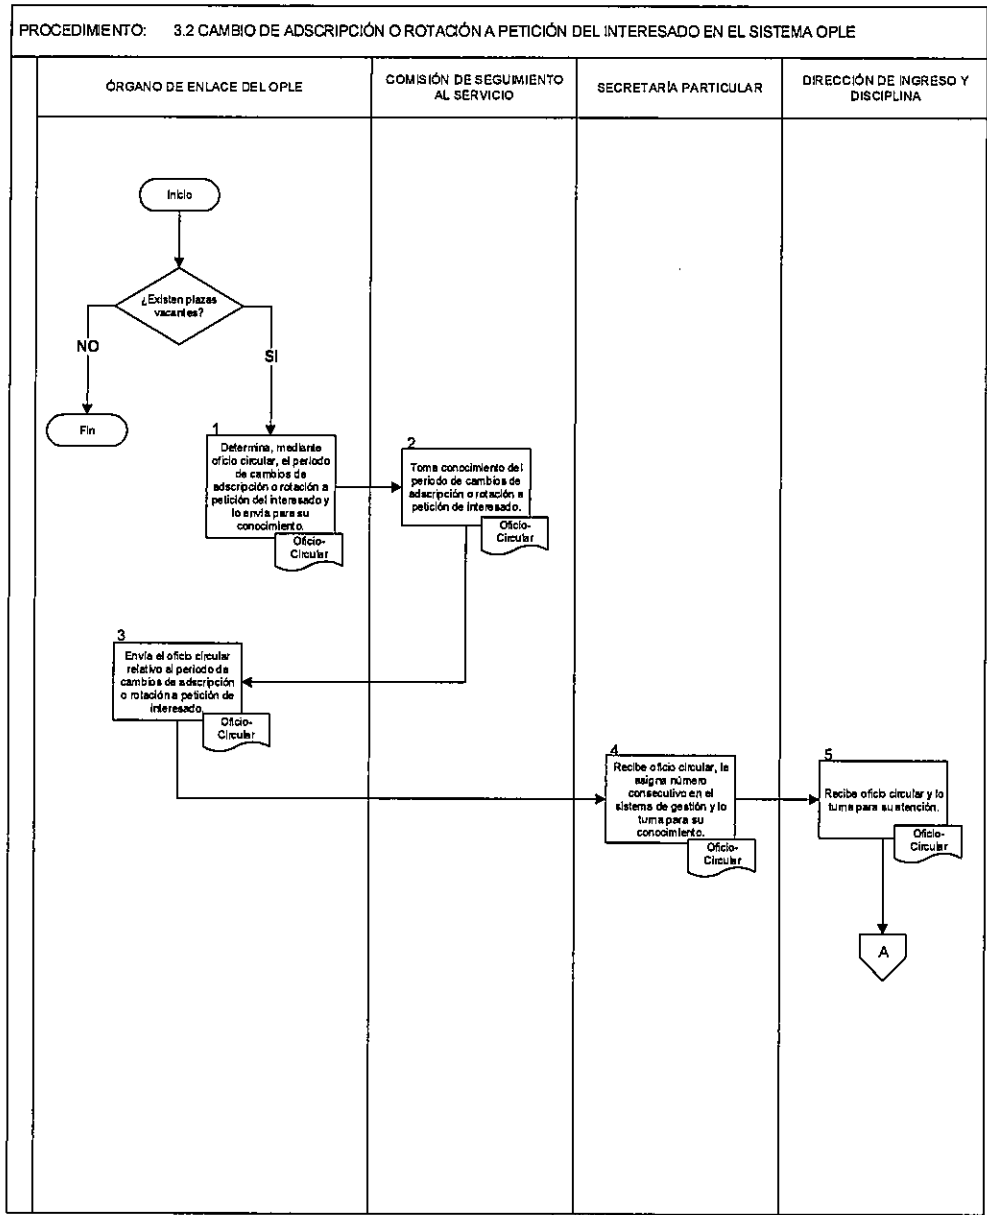 PROCEDIMIENTO: 3.2 CAMBIO DE ADSCRIPCIÓN O ROTACIÓN A PETICIÓN DEL INTERESADO EN EL SISTEMA OPLE
ÓRGANO DE ENLACE DEL OPLE
COMISIÓN DE SEGUIMIENTO
AL SERVICIO
SECRETARÍA PARTICULAR
DIRECCIÓN DE INGRESO Y
DISCIPLINA
Inicio
¿Existen plazas
vacantes?
NO
SI
Fin
1
Determina, mediante
oficio circular, el periodo
de cambios de
adscripción o rotación a
petición del interesado y
lo envía para su
conocimiento.
Oficio-
Circular
2
Toma conocimiento del
periodo de cambios de
adscripción o rotación a
petición de interesado.
Oficio-
Circular
3
Envía el oficio circular
relativo al periodo de
cambios de adscripción
o rotación a petición de
interesado.
Oficio-
Circular
4
Recibe oficio circular, le
asigna número
consecutivo en el
sistema de gestión y lo
turna para su
conocimiento.
Oficio-
Circular
5
Recibe oficio circular y lo
turna para su atención.
Oficio-
Circular
A